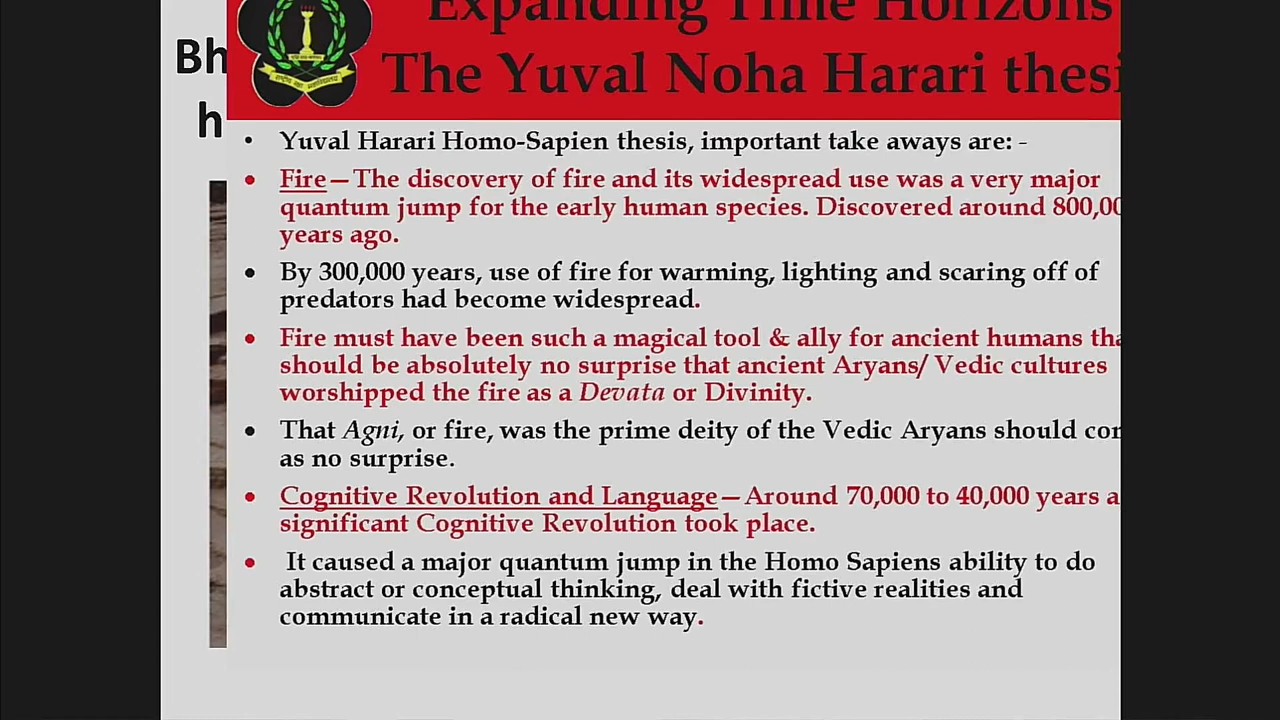 Expanding Time Horizons
The Yuval Noha Harari thesi
Bh
h
• Yuval Harari Homo-Sapien thesis, important take aways are: -
• Fire—The discovery of fire and its widespread use was a very major
quantum jump for the early human species. Discovered around 800,00
years ago.
• By 300,000 years, use of fire for warming, lighting and scaring off of
predators had become widespread.
• Fire must have been such a magical tool & ally for ancient humans tha
should be absolutely no surprise that ancient Aryans/ Vedic cultures
worshipped the fire as a Devata or Divinity.
• That Agni, or fire, was the prime deity of the Vedic Aryans should con
as no surprise.
• Cognitive Revolution and Language—Around 70,000 to 40,000 years a
significant Cognitive Revolution took place.
• It caused a major quantum jump in the Homo Sapiens ability to do
abstract or conceptual thinking, deal with fictive realities and
communicate in a radical new way.